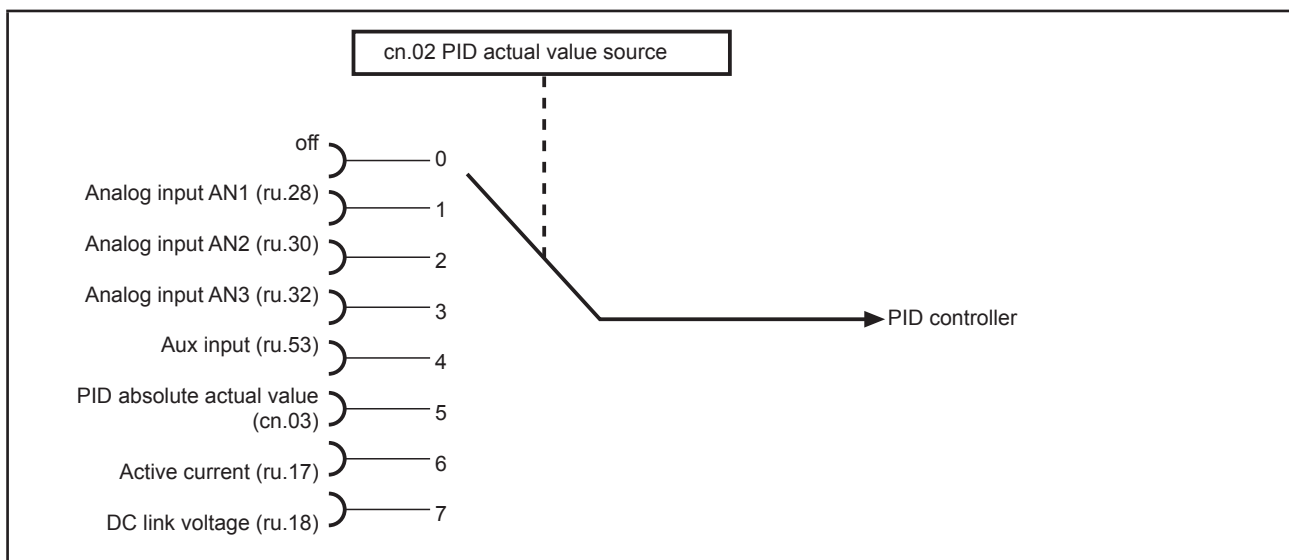 cn.02 PID actual value source
off
0
Analog input AN1 (ru.28)
1
Analog input AN2 (ru.30)
2
Analog input AN3 (ru.32)
3
PID controller
Aux input (ru.53)
4
PID absolute actual value
(cn.03)
5
Active current (ru.17)
6
DC link voltage (ru.18)
7